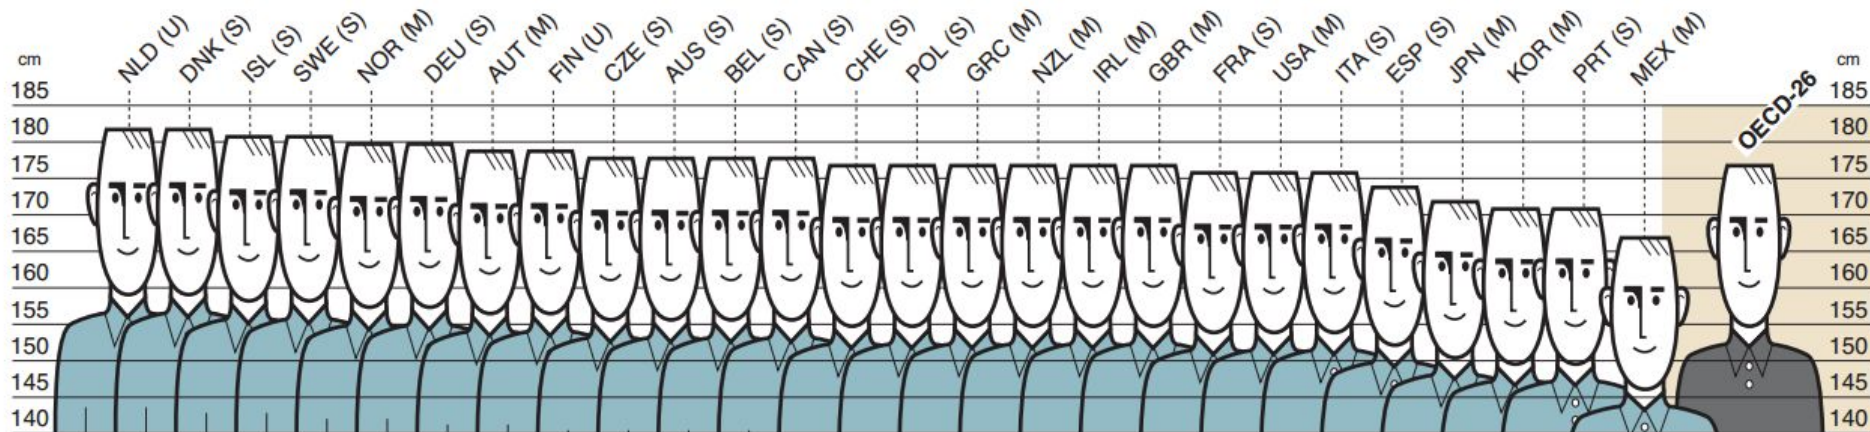 NLD (U)
DNK (S)
ISL (S)
SWE (S)
NOR (M)
DEU (S)
AUT (M)
FIN (U)
CZE (S)
AUS (S)
BEL (S)
CAN (S)
CHE (S)
POL (S)
GRC (M)
NZL (M)
IRL (M)
GBR (M)
FRA (S)
USA (M)
ITA (S)
ESP (S)
JPN (M)
KOR (M)
PRT (S)
MEX (M)
OECD-26
cm cm
185 185
180 180
175 175
170 170
165 165
160 160
155 155
150 150
145 145
140 140